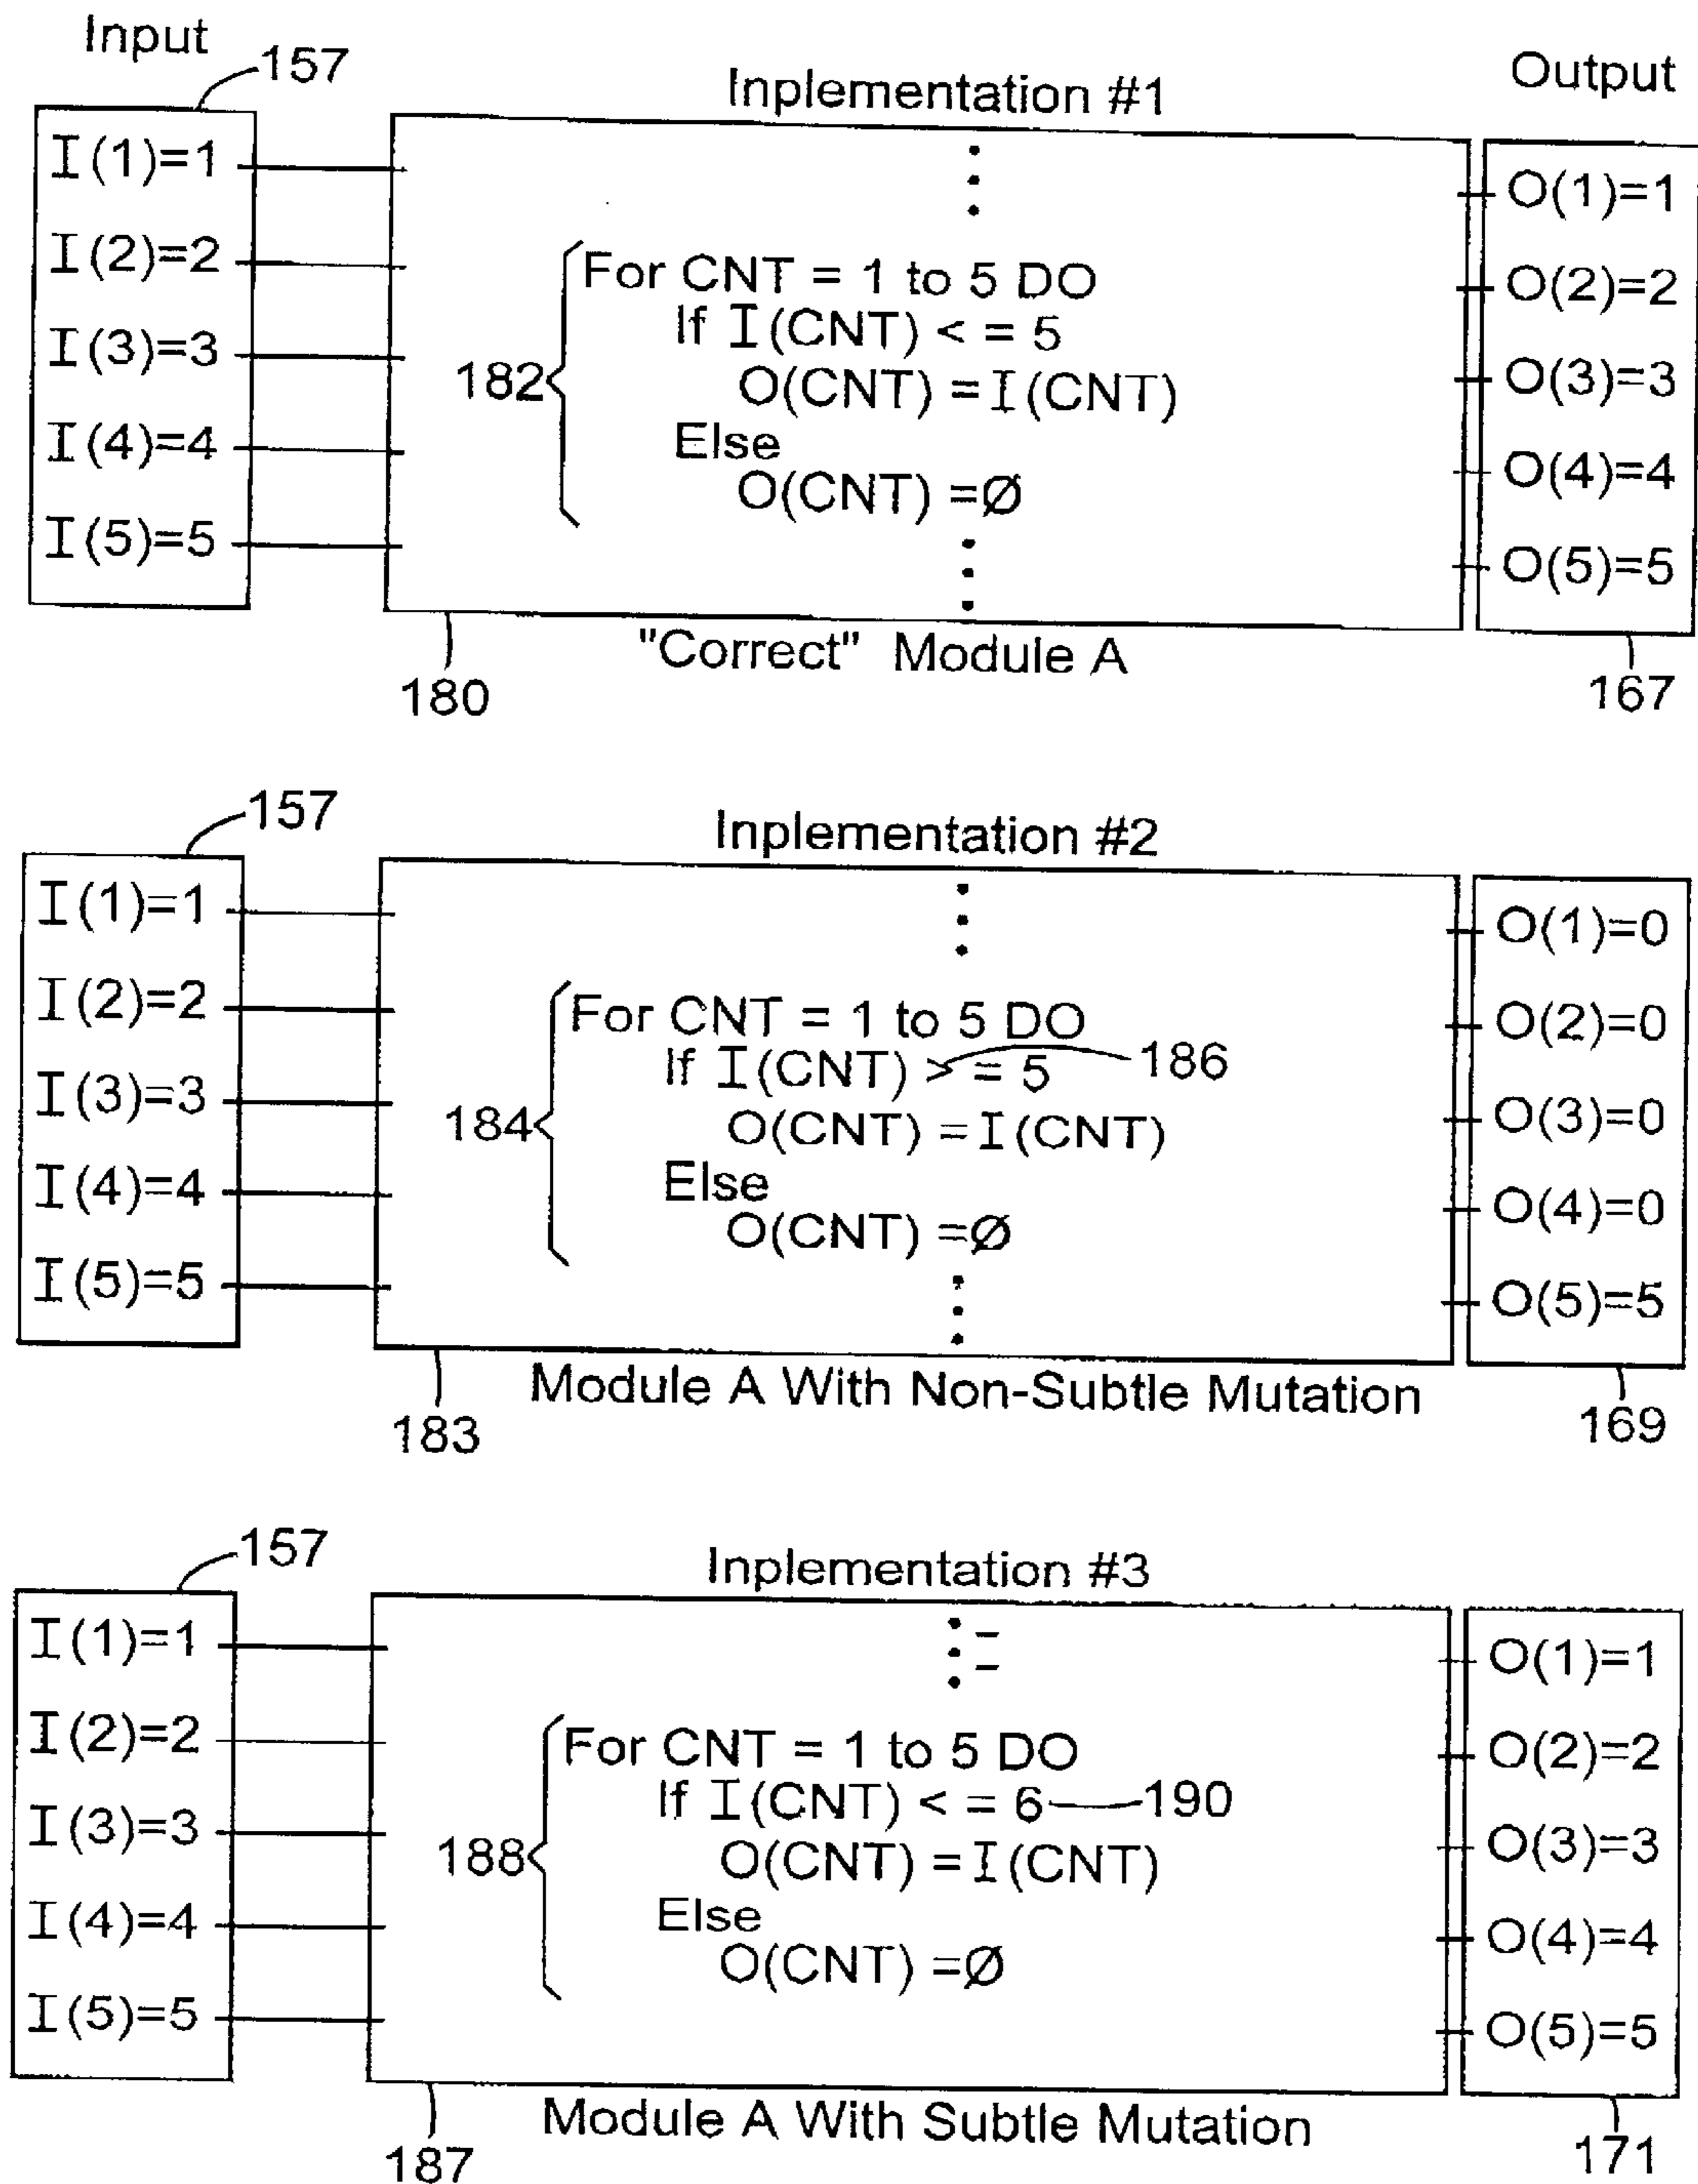 Input
157
Inplementation #1
Output
I(1)=1
I(2)=2
I(3)=3
I(4)=4
I(5)=5
182
For CNT = 1 to 5 DO
If I(CNT) < = 5
O(CNT) = I(CNT)
Else
O(CNT) = Ø
O(1)=1
O(2)=2
O(3)=3
O(4)=4
O(5)=5
"Correct" Module A
180
167
157
Inplementation #2
I(1)=1
I(2)=2
I(3)=3
I(4)=4
I(5)=5
184
For CNT = 1 to 5 DO
If I(CNT) > = 5
186
O(CNT) = I(CNT)
Else
O(CNT) = Ø
O(1)=0
O(2)=0
O(3)=0
O(4)=0
O(5)=5
Module A With Non-Subtle Mutation
183
169
157
Inplementation #3
I(1)=1
I(2)=2
I(3)=3
I(4)=4
I(5)=5
188
For CNT = 1 to 5 DO
If I(CNT) < = 6
190
O(CNT) = I(CNT)
Else
O(CNT) = Ø
O(1)=1
O(2)=2
O(3)=3
O(4)=4
O(5)=5
Module A With Subtle Mutation
187
171